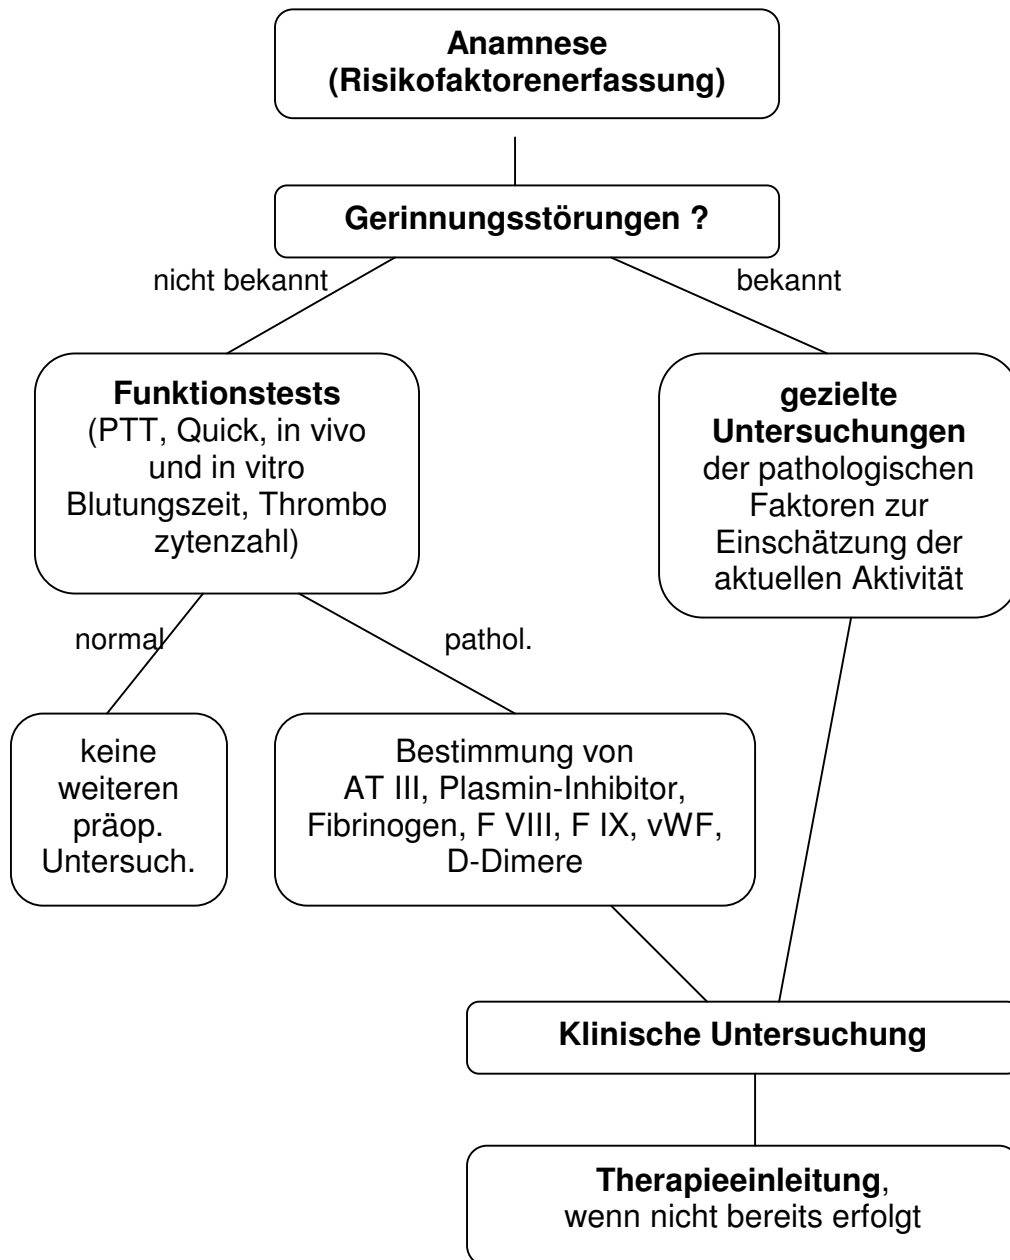 Anamnese
(Risikofaktorenerfassung)
Gerinnungsstörungen ?
nicht bekannt
bekannt
Funktionstests
(PTT, Quick, in vivo
und in vitro
Blutungszeit, Thrombo
zytenzahl)
gezielte
Untersuchungen
der pathologischen
Faktoren zur
Einschätzung der
aktuellen Aktivität
normal
pathol.
keine
weiteren
präop.
Untersuch.
Bestimmung von
AT III, Plasmin-Inhibitor,
Fibrinogen, F VIII, F IX, vWF,
D-Dimere
Klinische Untersuchung
Therapieeinleitung,
wenn nicht bereits erfolgt